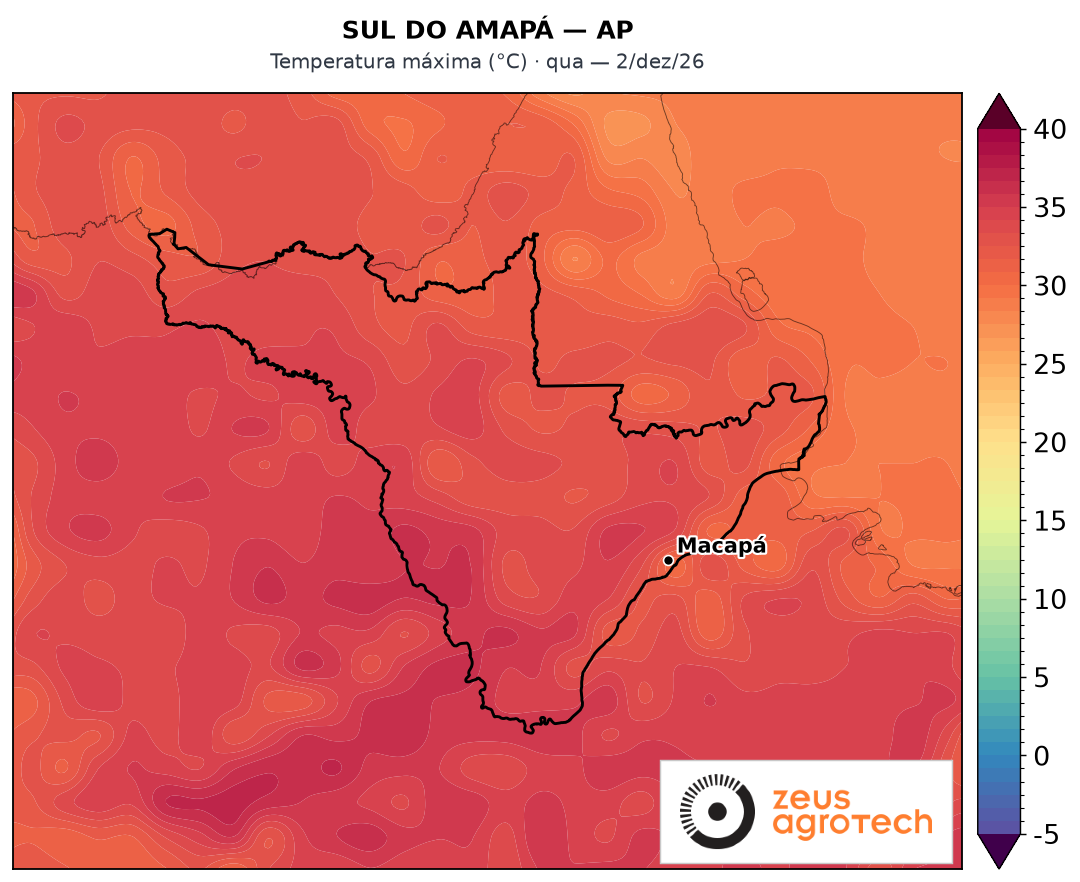 SUL DO AMAPÁ — AP
Temperatura máxima (°C) · qua — 2/dez/26
40
35
30
25
20
15
10
5
0
-5
Macapá
zeus
agrotech